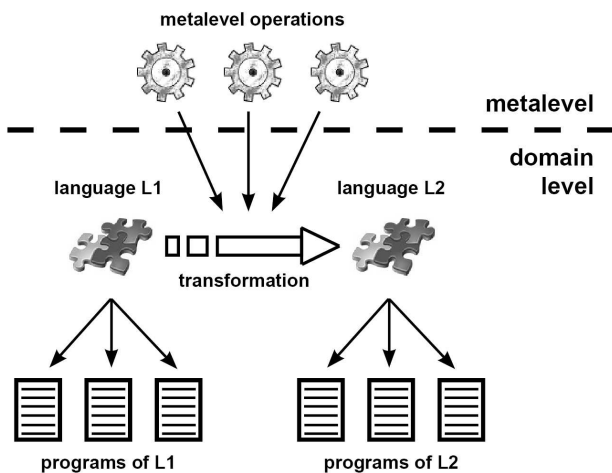 metalevel operations
metalevel
domain
level
language L1
language L2
transformation
programs of L1
programs of L2